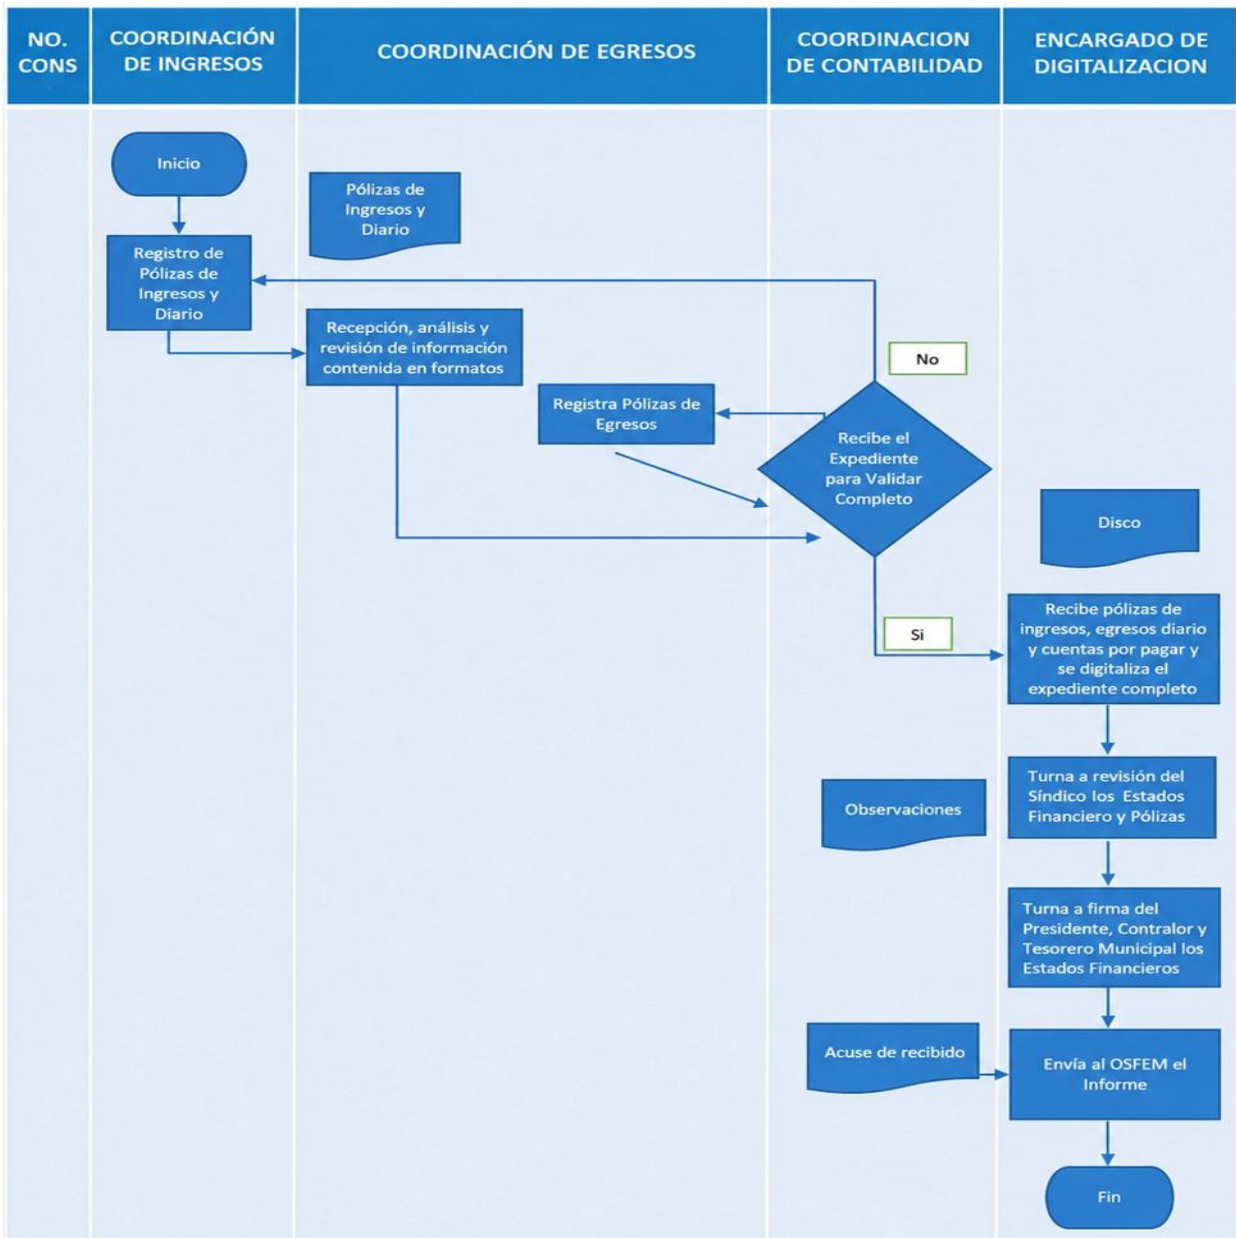 NO.
CONS
COORDINACIÓN
DE INGRESOS
COORDINACIÓN DE EGRESOS
COORDINACION
DE CONTABILIDAD
ENCARGADO DE
DIGITALIZACION
Inicio
Pólizas de
Ingresos y
Diario
Registro de
Pólizas de
Ingresos y
Diario
Recepción, análisis y
revisión de información
contenida en formatos
No
Registra Pólizas de
Egresos
Recibe el
Expediente
para Validar
Completo
Disco
Si
Recibe pólizas de
ingresos, egresos diario
y cuentas por pagar y
se digitaliza el
expediente completo
Turna a revisión del
Síndico los Estados
Financiero y Pólizas
Observaciones
Turna a firma del
Presidente, Contralor y
Tesorero Municipal los
Estados Financieros
Acuse de recibido
Envía al OSFEM el
Informe
Fin